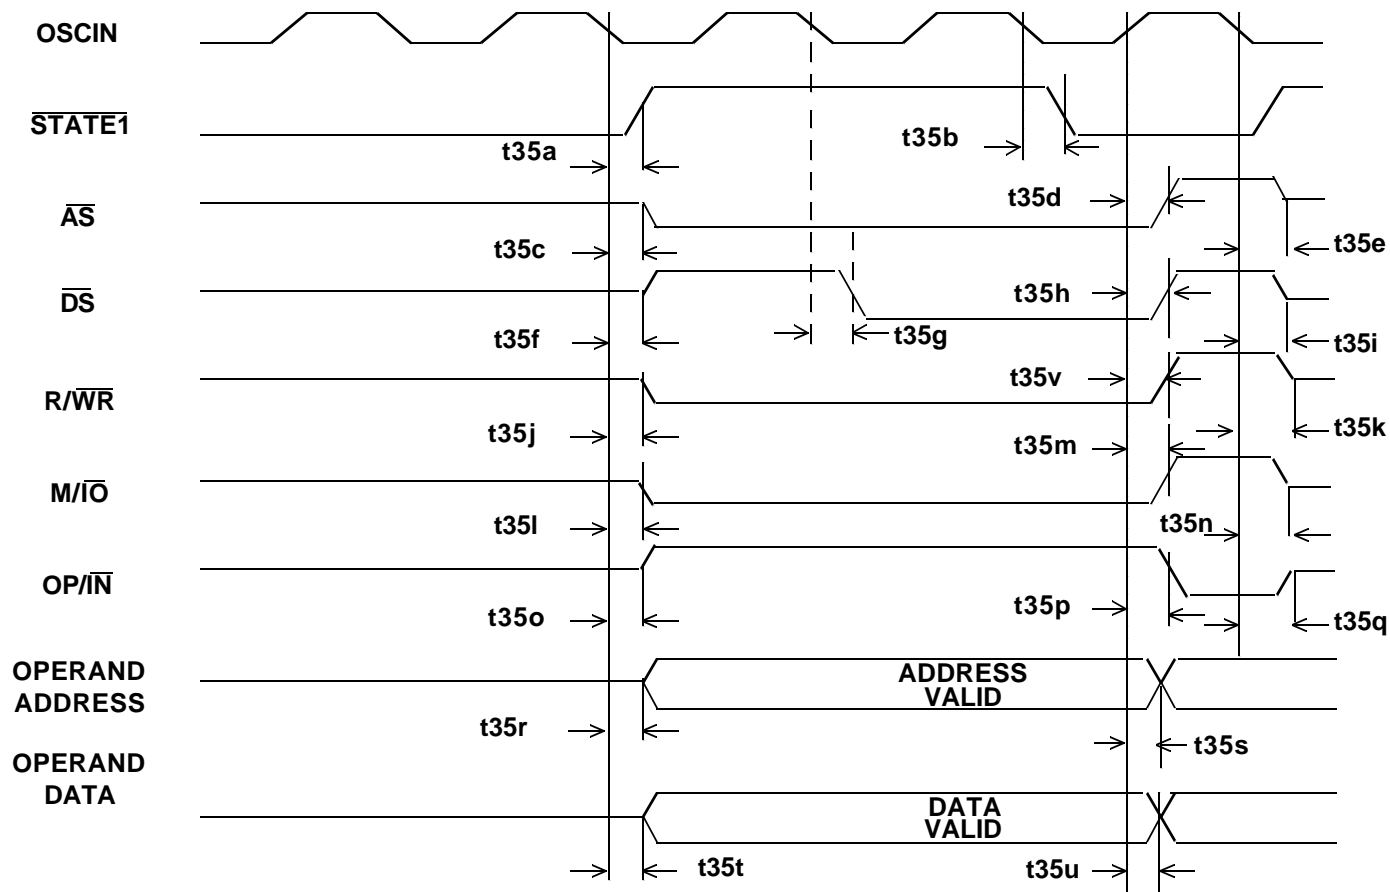 OSCIN
STATE1
t35a
t35b
AS
t35d
t35c
t35e
DS
t35h
t35f
t35g
t35i
R/WR
t35v
t35j
t35k
t35m
M/IO
t35l
t35n
OP/IN
t35o
t35p
t35q
OPERAND
ADDRESS
ADDRESS
VALID
t35r
t35s
OPERAND
DATA
DATA
VALID
t35t
t35u